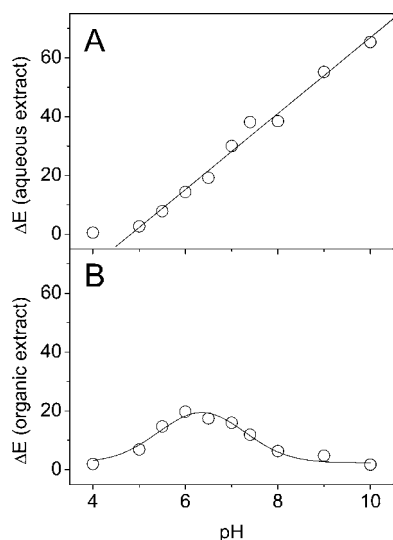 A
ΔE (aqueous extract)
60
40
20
0
B
ΔE (organic extract)
60
40
20
0
4 6 8 10
pH